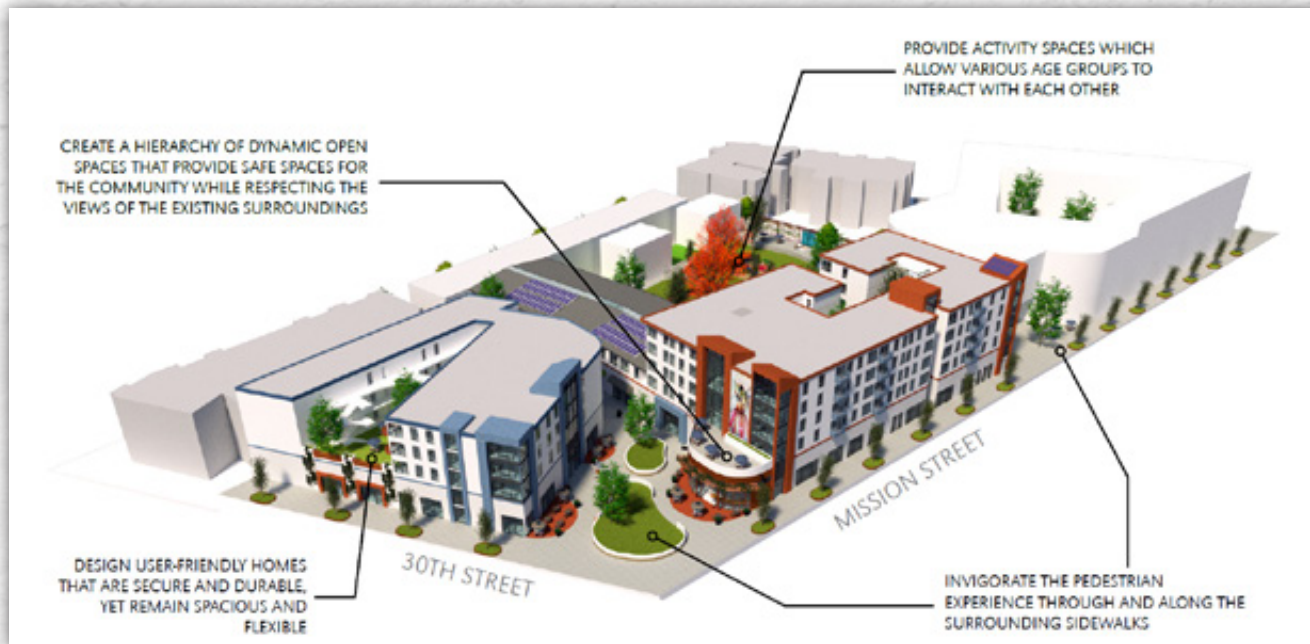 PROVIDE ACTIVITY SPACES WHICH
ALLOW VARIOUS AGE GROUPS TO
INTERACT WITH EACH OTHER
CREATE A HIERARCHY OF DYNAMIC OPEN
SPACES THAT PROVIDE SAFE SPACES FOR
THE COMMUNITY WHILE RESPECTING THE
VIEWS OF THE EXISTING SURROUNDINGS
MISSION STREET
30TH STREET
DESIGN USER-FRIENDLY HOMES
THAT ARE SECURE AND DURABLE,
YET REMAIN SPACIOUS AND
FLEXIBLE
INVIGORATE THE PEDESTRIAN
EXPERIENCE THROUGH AND ALONG THE
SURROUNDING SIDEWALKS